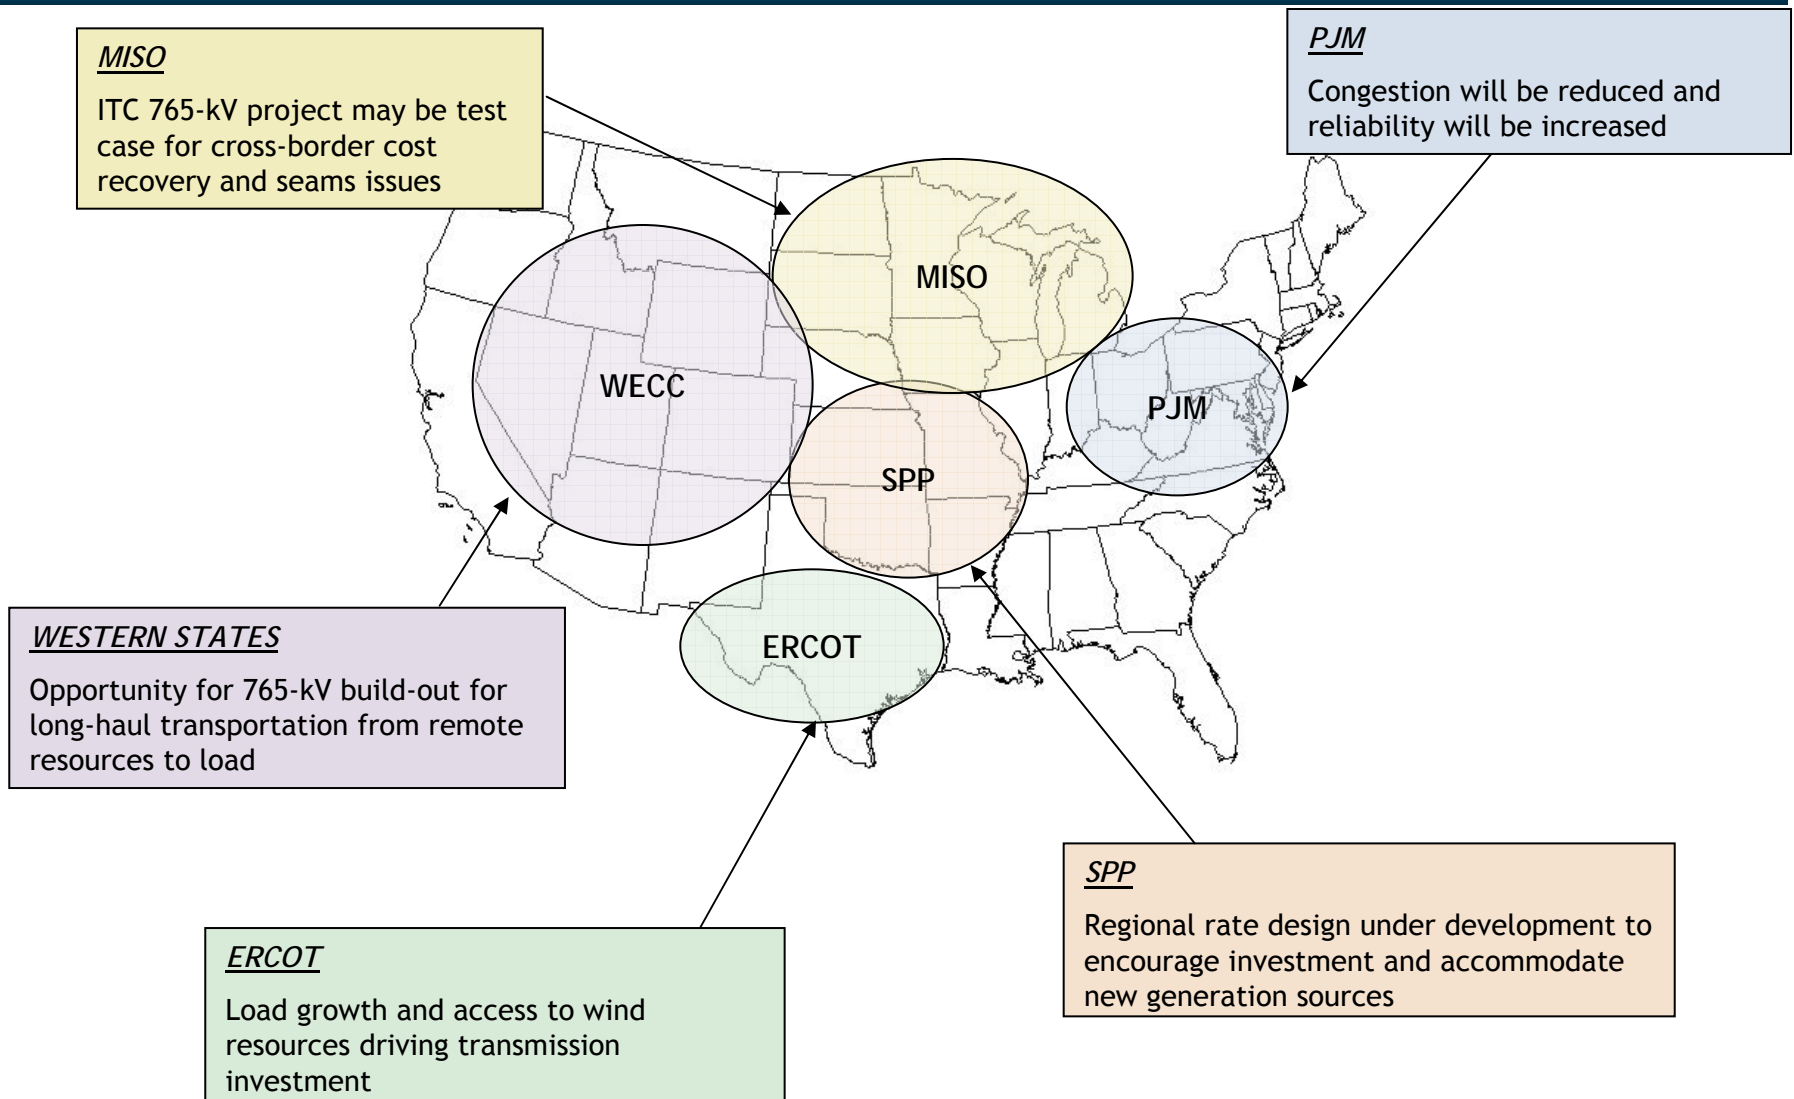 MISO
ITC 765-kV project may be test
case for cross-border cost
recovery and seams issues
PJM
Congestion will be reduced and
reliability will be increased
MISO
WECC
PJM
SPP
ERCOT
WESTERN STATES
Opportunity for 765-kV build-out for
long-haul transportation from remote
resources to load
SPP
Regional rate design under development to
encourage investment and accommodate
new generation sources
ERCOT
Load growth and access to wind
resources driving transmission
investment